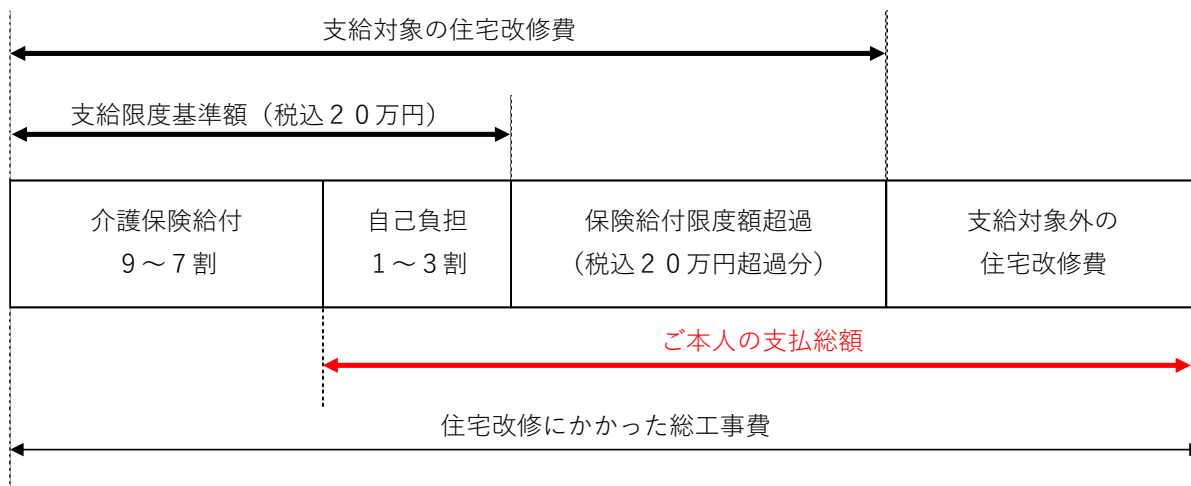 支給対象の住宅改修費
支給限度基準額（税込２０万円）
介護保険給付
９～７割
自己負担
１～３割
保険給付限度額超過
（税込２０万円超過分）
支給対象外の
住宅改修費
ご本人の支払総額
住宅改修にかかった総工事費